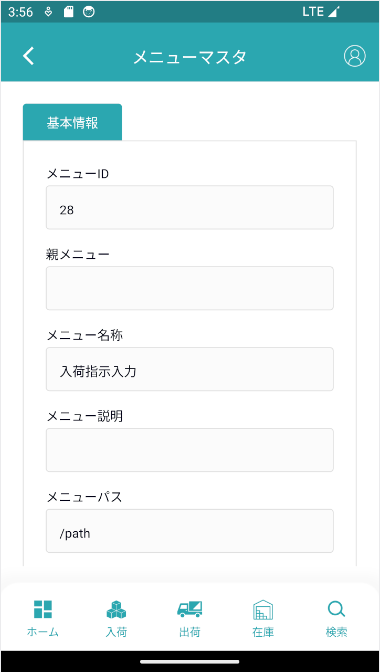 3:56 LTE
メニューマスタ
基本情報
メニューID
28
親メニュー
メニュー名称
入荷指示入力
メニュー説明
メニューパス
/path
ホーム 入荷 出荷 在庫 検索